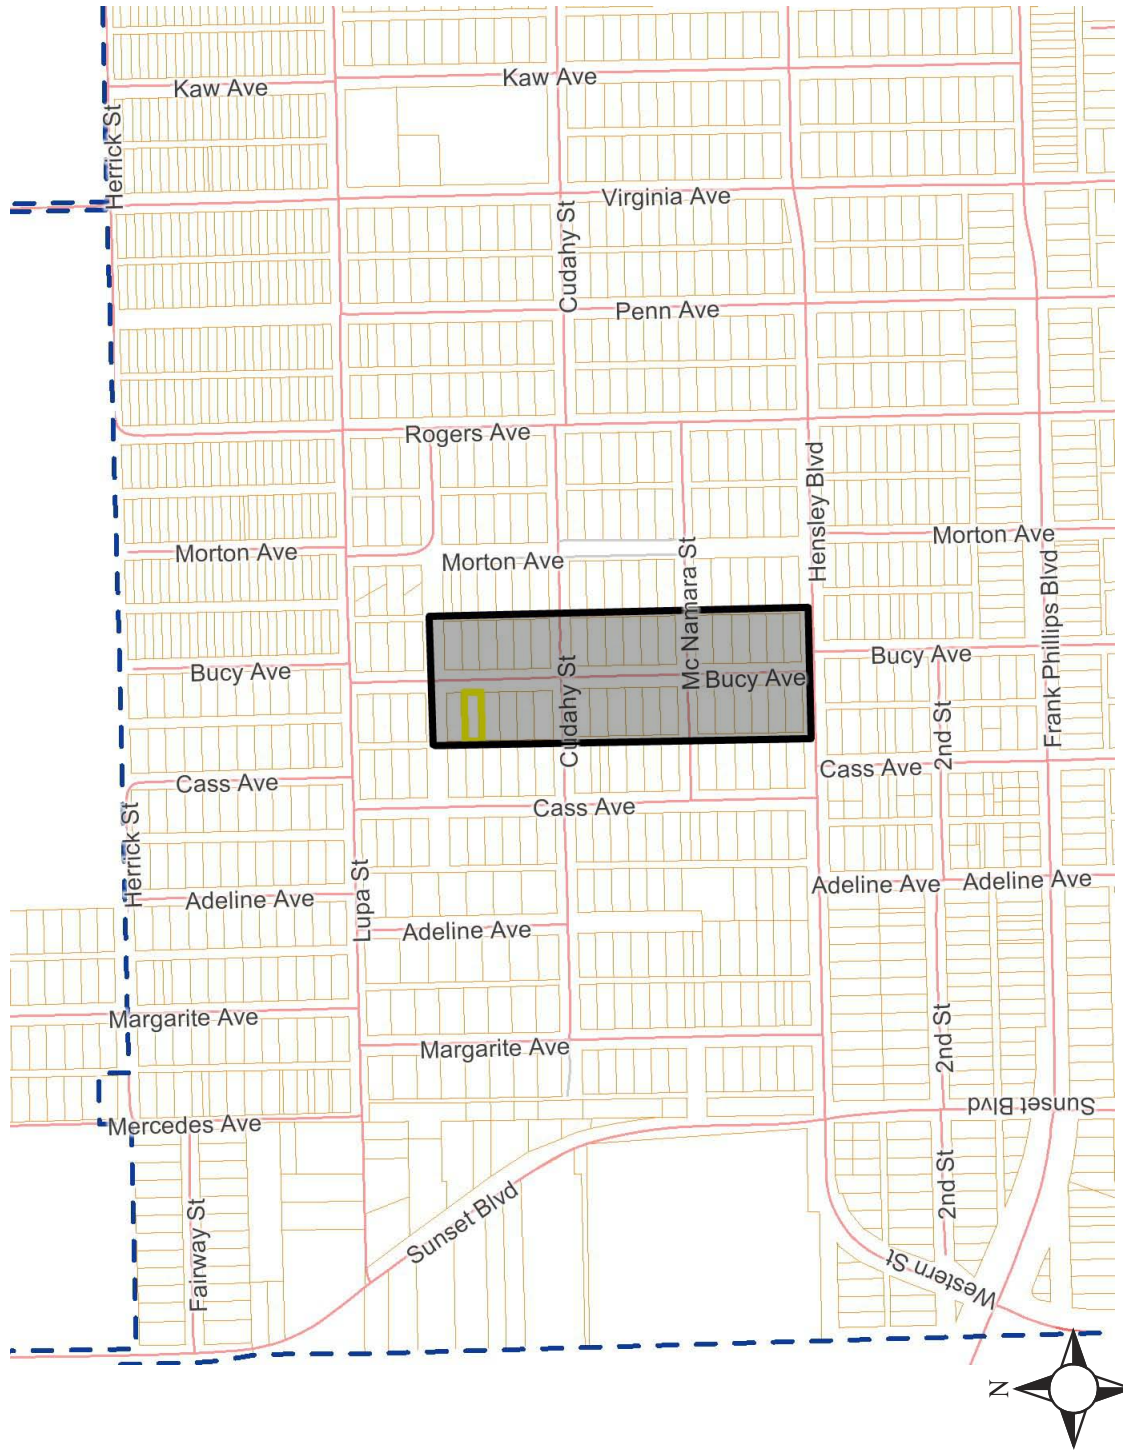 Kaw Ave
Kaw Ave
Herrick St
Virginia Ave
Cudahy St
Penn Ave
Rogers Ave
Hensley Blvd
Morton Ave
Morton Ave
Morton Ave
Mc Namara St
Frank Phillips Blvd
Bucy Ave
Bucy Ave
Bucy Ave
Cudahy St
2nd St
Cass Ave
Cass Ave
Cass Ave
Herrick St
Lupa St
Adeline Ave
Adeline Ave
Adeline Ave
Adeline Ave
Margarite Ave
Margarite Ave
2nd St
Sunset Blvd
Mercedes Ave
Fairway St
Sunset Blvd
2nd St
Western St
N